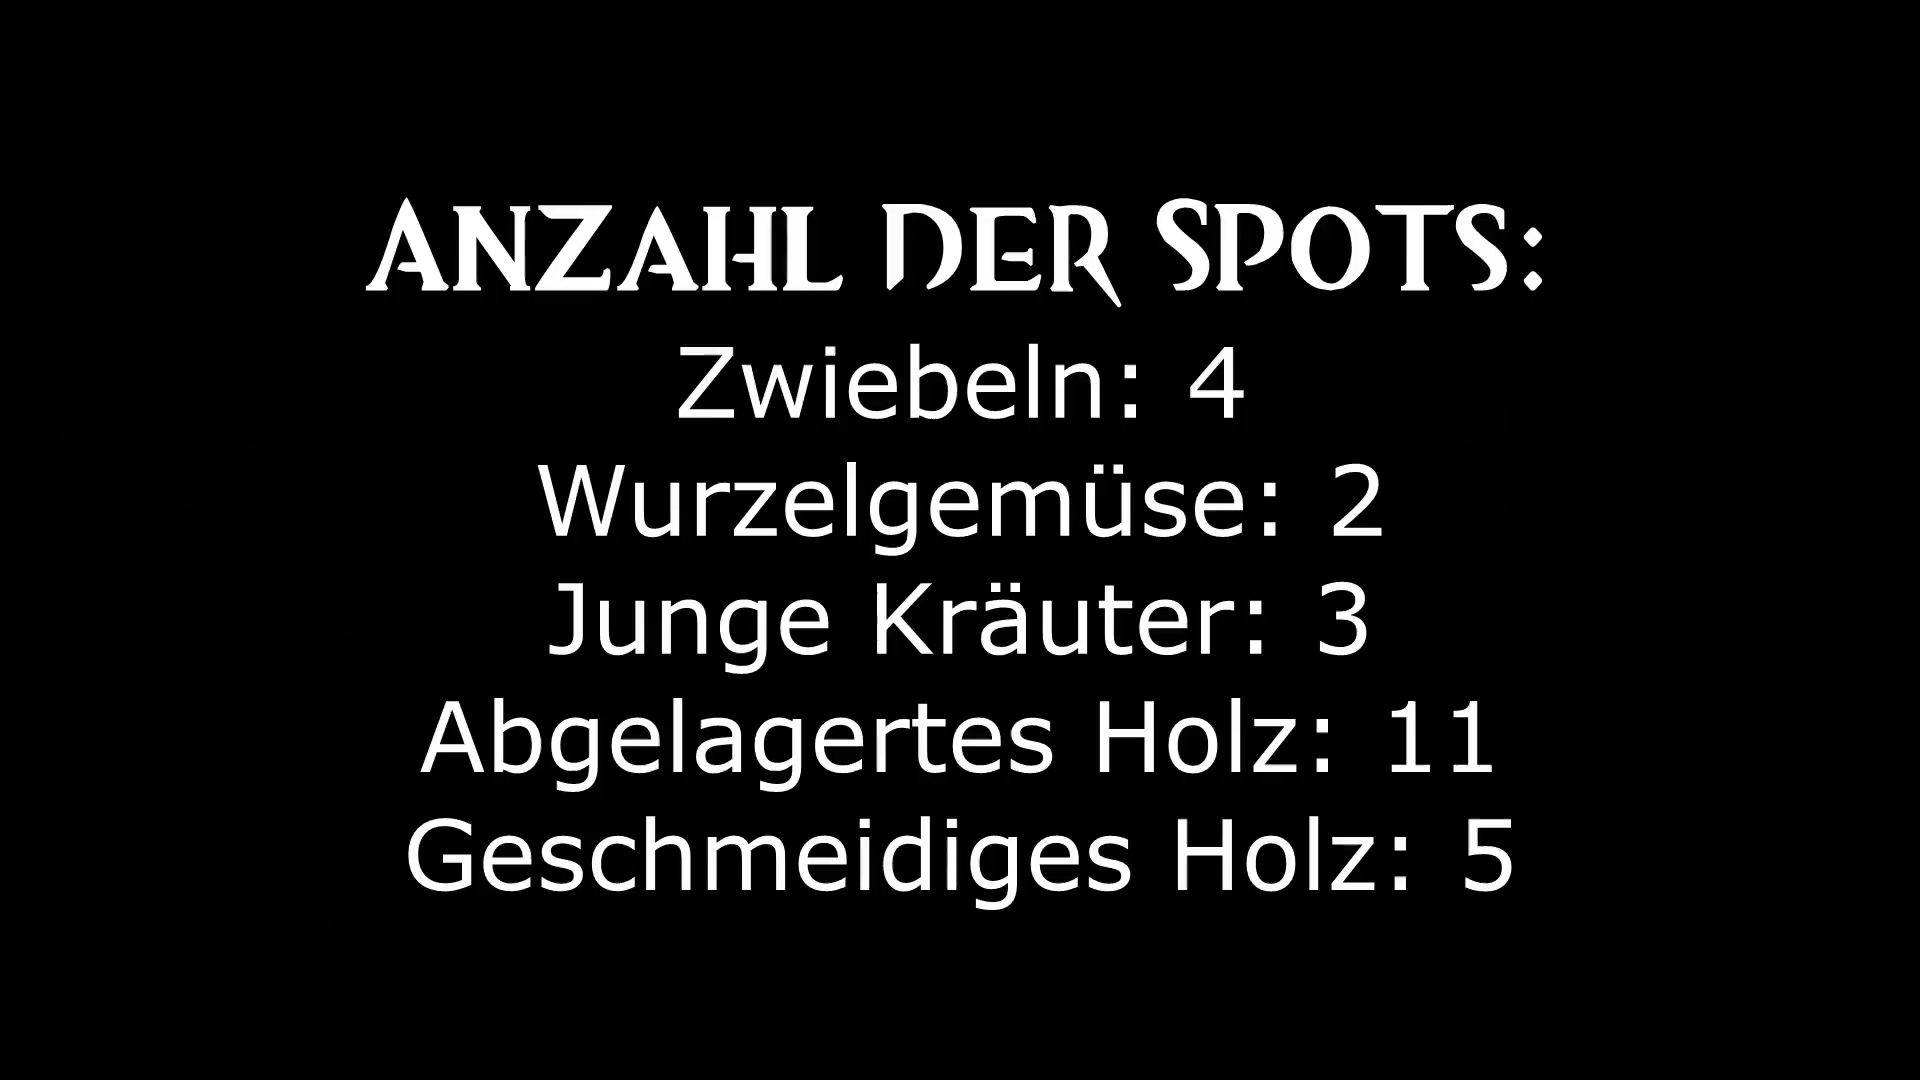 ANZAHL DER SPOTS:
Zwiebeln: 4
Wurzelgemüse: 2
Junge Kräuter: 3
Abgelagertes Holz: 11
Geschmeidiges Holz: 5